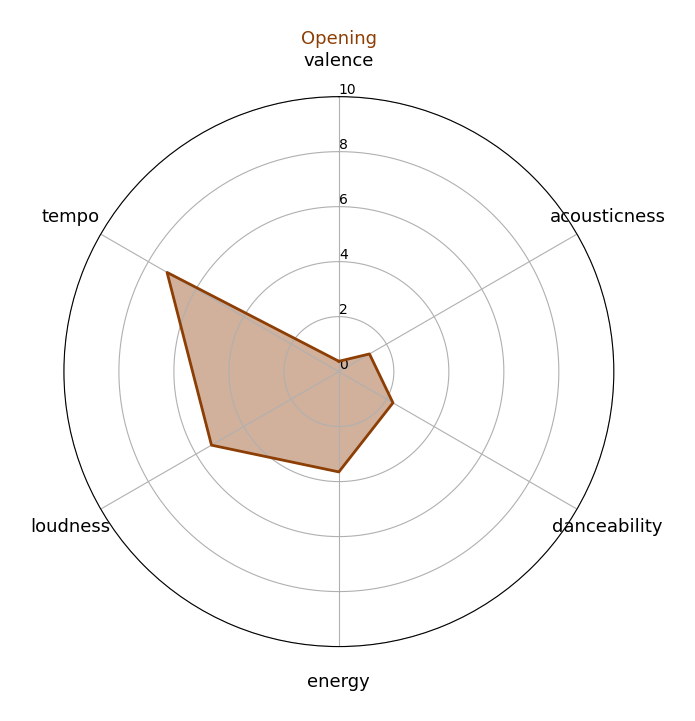 Opening
valence
10
8
tempo
acousticness
6
4
2
0
loudness
danceability
energy